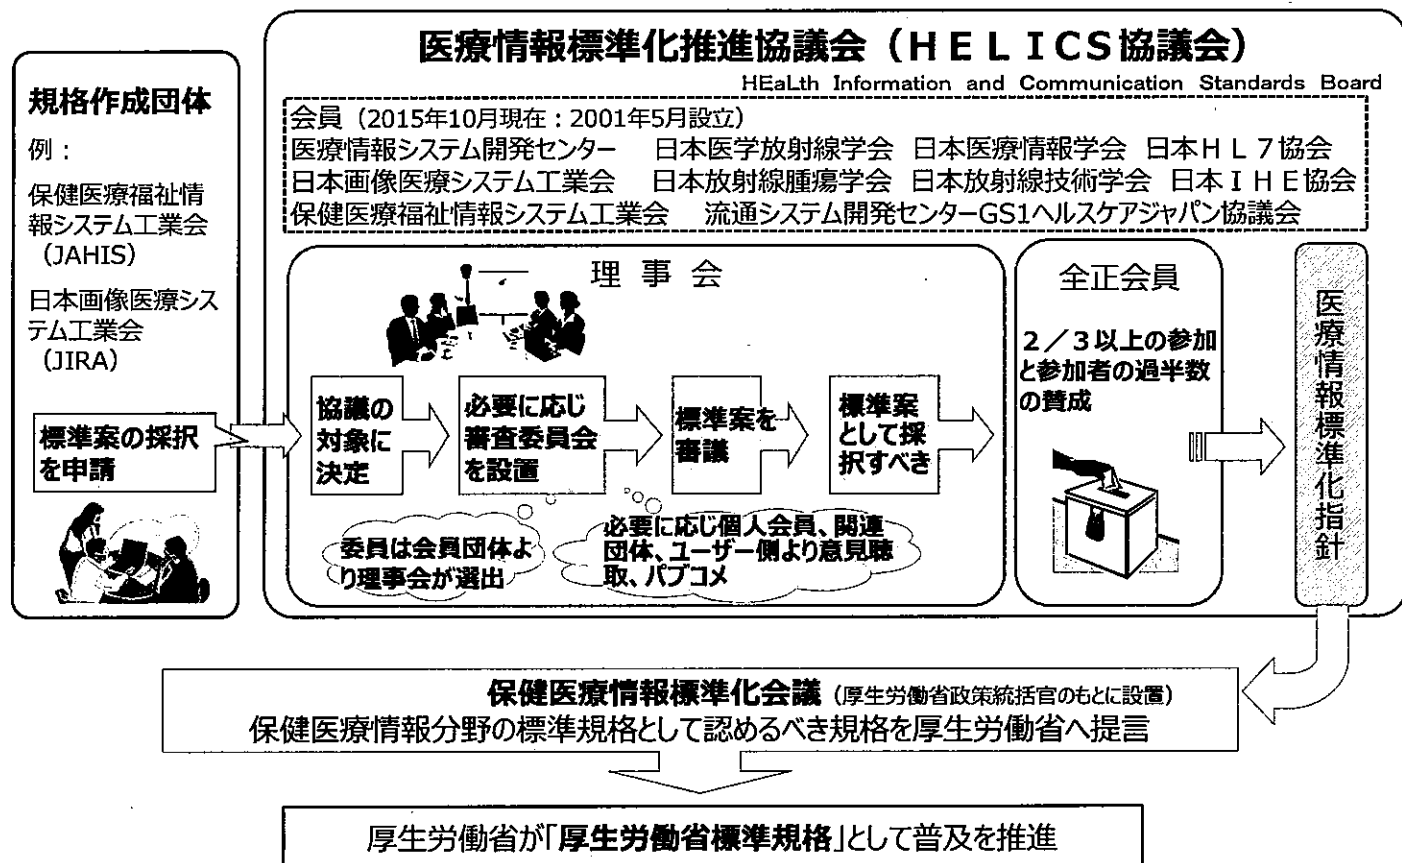 医療情報標準化推進協議会（ＨＥＬＩＣＳ協議会）
HEaLth Information and Communication Standards Board
規格作成団体
例：
保健医療福祉情
報システム工業会
（JAHIS）
日本画像医療シス
テム工業会
（JIRA）
標準案の採択
を申請
会員（2015年10月現在：2001年5月設立）
医療情報システム開発センター　日本医学放射線学会　日本医療情報学会　日本ＨＬ７協会
日本画像医療システム工業会　日本放射線腫瘍学会　日本放射線技術学会　日本ＩＨＥ協会
保健医療福祉情報システム工業会　流通システム開発センターGS1ヘルスケアジャパン協議会
理事会
協議の
対象に
決定
必要に応じ
審査委員会
を設置
標準案を
審議
標準案
として採
択すべき
委員は会員団体よ
り理事会が選出
必要に応じ個人会員、関連
団体、ユーザー側より意見聴
取、パブコメ
全正会員
２／３以上の参加
と参加者の過半数
の賛成
医療情報標準化指針
保健医療情報標準化会議（厚生労働省政策統括官のもとに設置）
保健医療情報分野の標準規格として認めるべき規格を厚生労働省へ提言
厚生労働省が「厚生労働省標準規格」として普及を推進